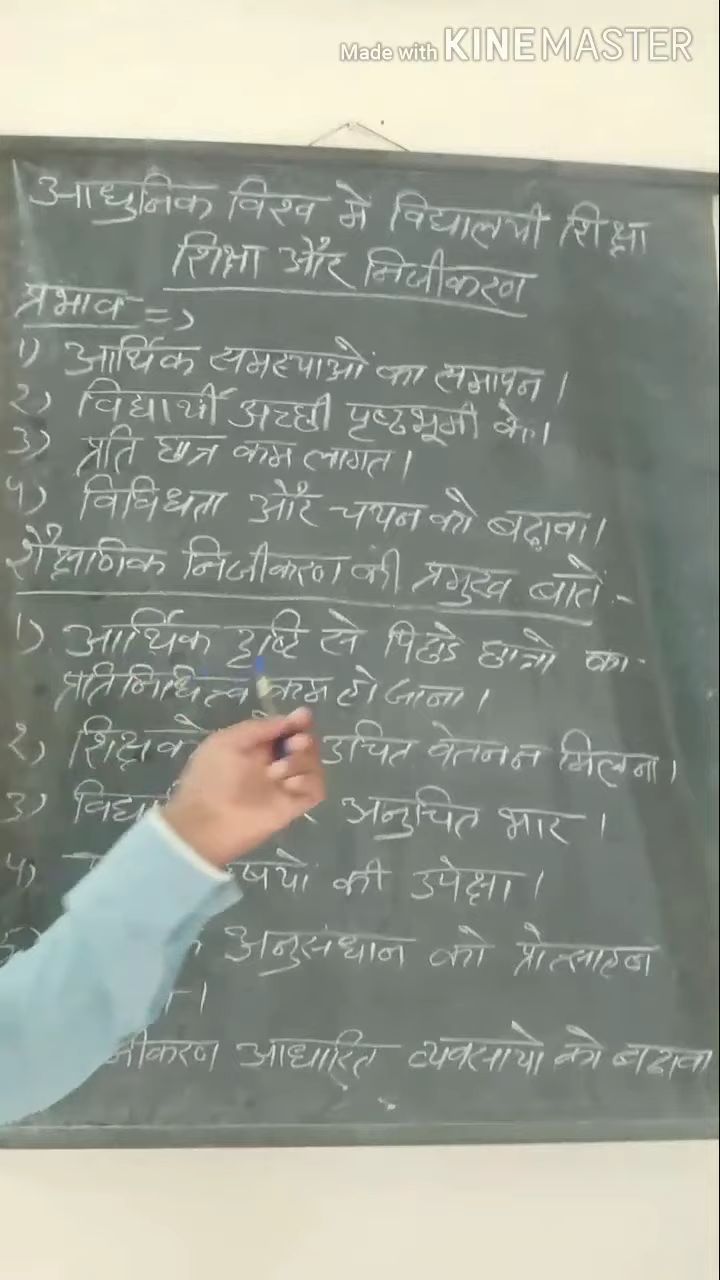 Made with KINEMASTER
आधुनिक विश्व मे विद्यालयी शिक्षा
शिक्षा और निजीकरण
प्रभाव =>
1) आर्थिक समस्याओं का समापन।
2) विद्यार्थी अच्छी पृष्ठभूमी के।
3) प्रति छात्र कम लागत।
4) विविधता और चयन को बढ़ावा।
शैक्षणिक निजीकरण की प्रमुख बातें -
1) आर्थिक दृष्टि से पिछडे छात्रो का
प्रतिनिधित्व कम हो जाना।
2) उचित वेतन न मिलना।
3) अनुचित भार।
4) की उपेक्षा।
अनुसंधान को प्रोत्साहन
आधारित व्यवसायो को बढावा